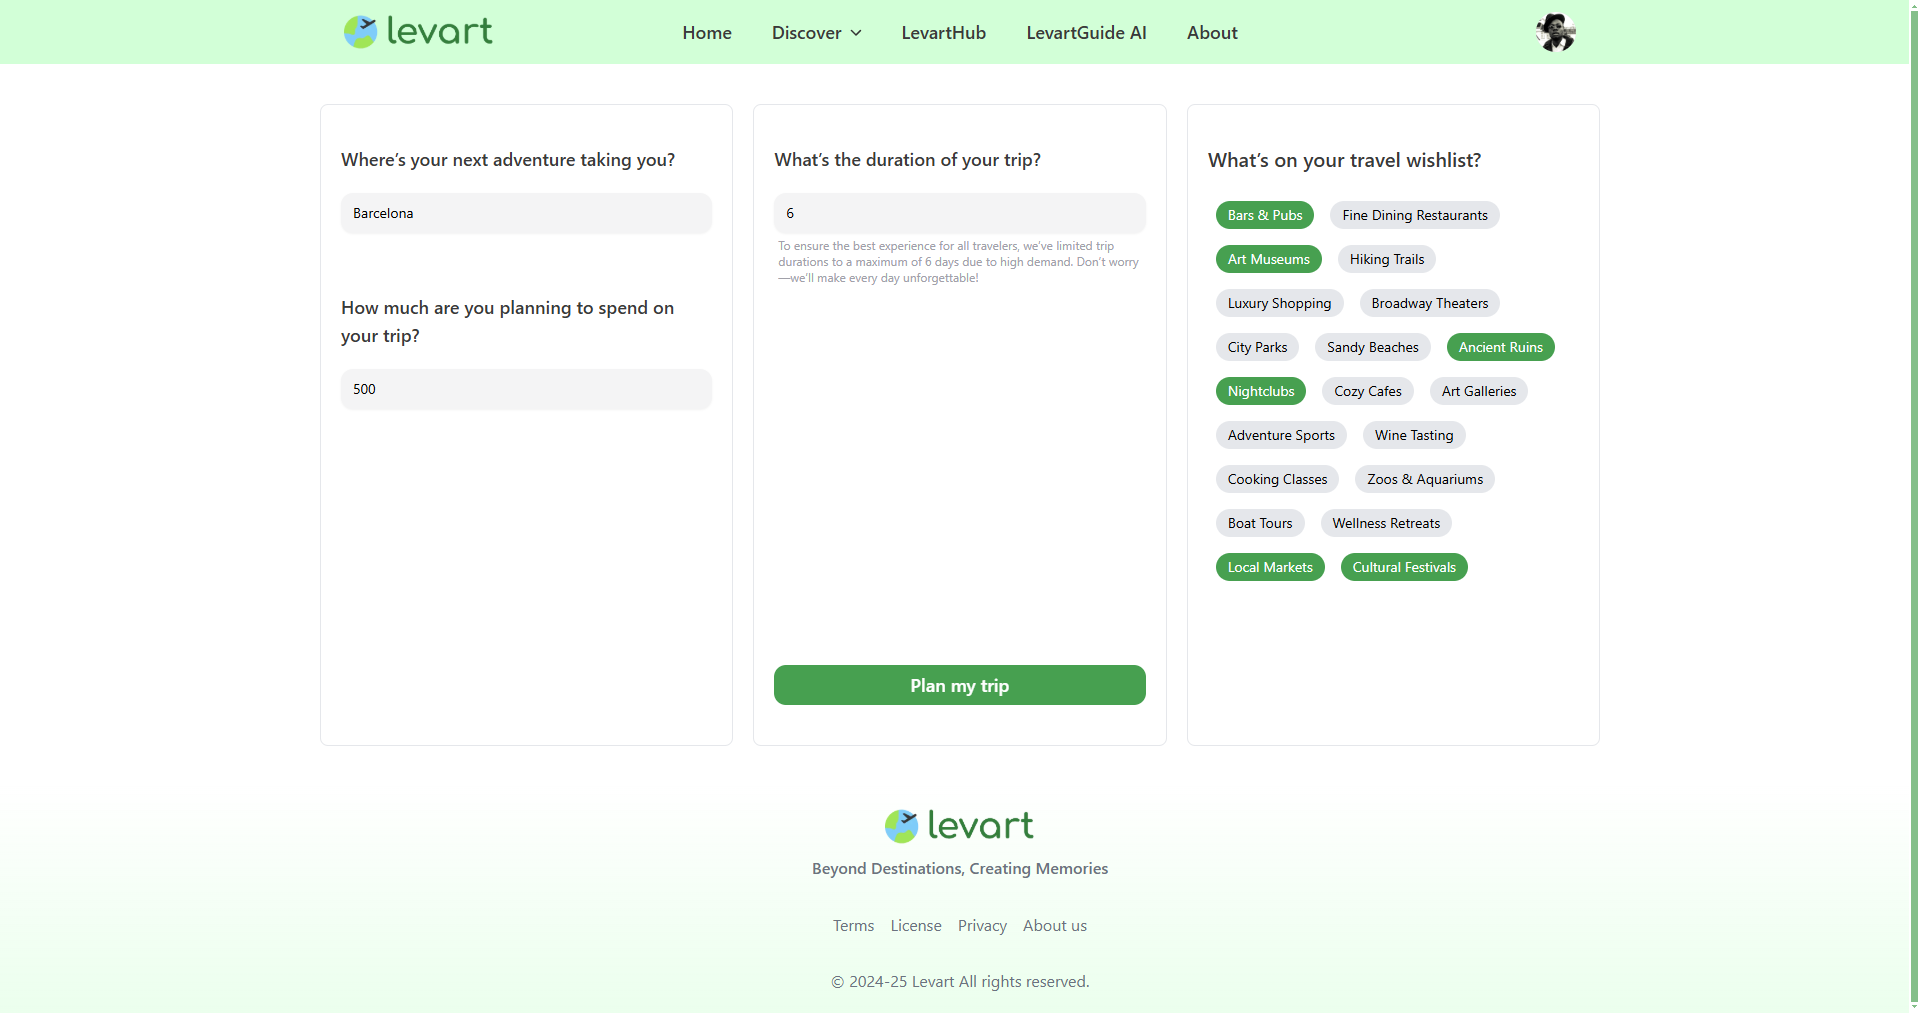 levart
Home Discover LevartHub LevartGuide AI About
Where’s your next adventure taking you?
Barcelona
How much are you planning to spend on
your trip?
500
What’s the duration of your trip?
6
To ensure the best experience for all travelers, we’ve limited trip
durations to a maximum of 6 days due to high demand. Don’t worry
—we’ll make every day unforgettable!
Plan my trip
What’s on your travel wishlist?
Bars & Pubs Fine Dining Restaurants
Art Museums Hiking Trails
Luxury Shopping Broadway Theaters
City Parks Sandy Beaches Ancient Ruins
Nightclubs Cozy Cafes Art Galleries
Adventure Sports Wine Tasting
Cooking Classes Zoos & Aquariums
Boat Tours Wellness Retreats
Local Markets Cultural Festivals
levart
Beyond Destinations, Creating Memories
Terms License Privacy About us
© 2024-25 Levart All rights reserved.